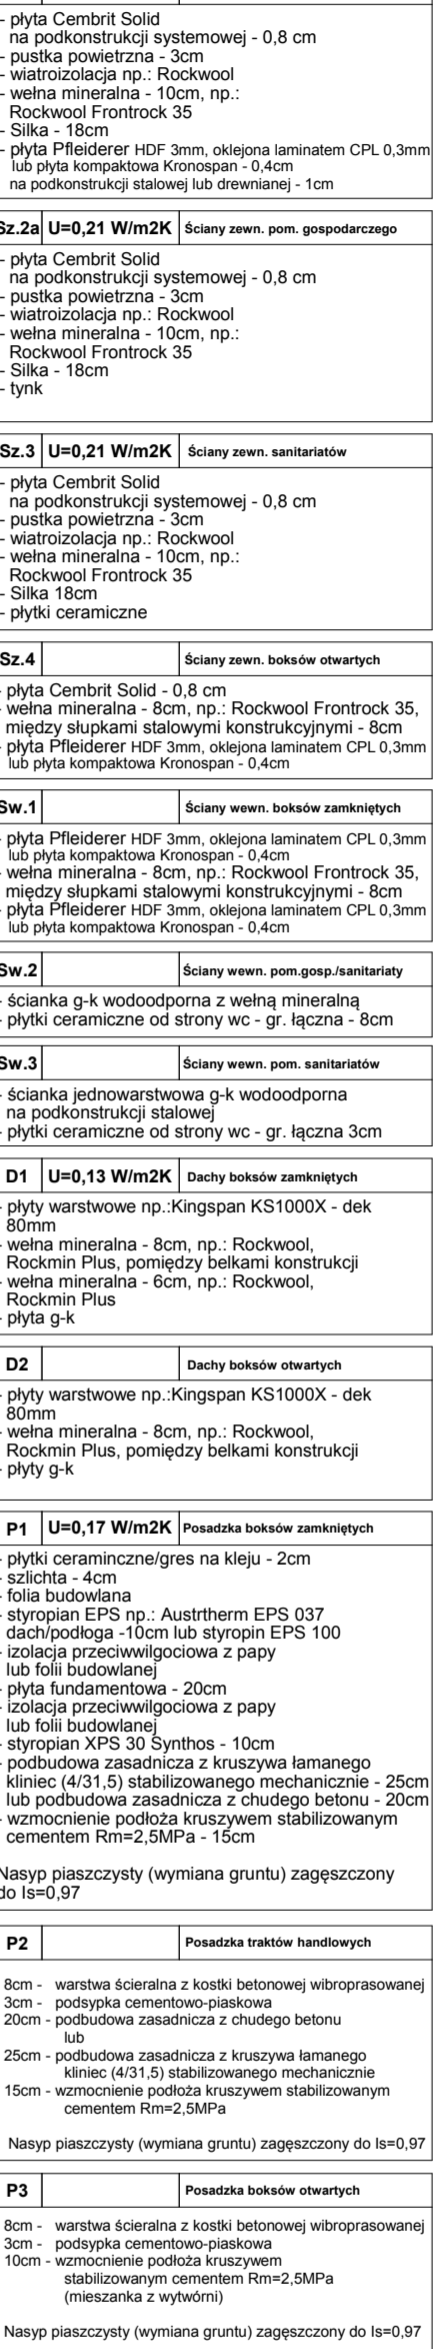 - płyta Cembrit Solid
na podkonstrukcji systemowej - 0,8 cm
- pustka powietrzna - 3cm
- wiatroizolacja np.: Rockwool
- wełna mineralna - 10cm, np.:
Rockwool Frontrock 35
- Silka - 18cm
- płyta Pfleiderer HDF 3mm, oklejona laminatem CPL 0,3mm
lub płyta kompaktowa Kronospan - 0,4cm
na podkonstrukcji stalowej lub drewnianej - 1cm
Sz.2a U=0,21 W/m2K Ściany zewn. pom. gospodarczego
- płyta Cembrit Solid
na podkonstrukcji systemowej - 0,8 cm
- pustka powietrzna - 3cm
- wiatroizolacja np.: Rockwool
- wełna mineralna - 10cm, np.:
Rockwool Frontrock 35
- Silka - 18cm
- tynk
Sz.3 U=0,21 W/m2K Ściany zewn. sanitariatów
- płyta Cembrit Solid
na podkonstrukcji systemowej - 0,8 cm
- pustka powietrzna - 3cm
- wiatroizolacja np.: Rockwool
- wełna mineralna - 10cm, np.:
Rockwool Frontrock 35
- Silka 18cm
- płytki ceramiczne
Sz.4 Ściany zewn. boksów otwartych
- płyta Cembrit Solid - 0,8 cm
- wełna mineralna - 8cm, np.: Rockwool Frontrock 35,
między słupkami stalowymi konstrukcyjnymi - 8cm
- płyta Pfleiderer HDF 3mm, oklejona laminatem CPL 0,3mm
lub płyta kompaktowa Kronospan - 0,4cm
Sw.1 Ściany wewn. boksów zamkniętych
- płyta Pfleiderer HDF 3mm, oklejona laminatem CPL 0,3mm
lub płyta kompaktowa Kronospan - 0,4cm
- wełna mineralna - 8cm, np.: Rockwool Frontrock 35,
między słupkami stalowymi konstrukcyjnymi - 8cm
- płyta Pfleiderer HDF 3mm, oklejona laminatem CPL 0,3mm
lub płyta kompaktowa Kronospan - 0,4cm
Sw.2 Ściany wewn. pom.gosp./sanitariaty
- ścianka g-k wodoodporna z wełną mineralną
- płytki ceramiczne od strony wc - gr. łączna - 8cm
Sw.3 Ściany wewn. pom. sanitariatów
- ścianka jednowarstwowa g-k wodoodporna
na podkonstrukcji stalowej
- płytki ceramiczne od strony wc - gr. łączna 3cm
D1 U=0,13 W/m2K Dachy boksów zamkniętych
- płyty warstwowe np.:Kingspan KS1000X - dek
80mm
- wełna mineralna - 8cm, np.: Rockwool,
Rockmin Plus, pomiędzy belkami konstrukcji
- wełna mineralna - 6cm, np.: Rockwool,
Rockmin Plus
- płyta g-k
D2 Dachy boksów otwartych
- płyty warstwowe np.:Kingspan KS1000X - dek
80mm
- wełna mineralna - 8cm, np.: Rockwool,
Rockmin Plus, pomiędzy belkami konstrukcji
- płyty g-k
P1 U=0,17 W/m2K Posadzka boksów zamkniętych
- płytki ceraminczne/gres na kleju - 2cm
- szlichta - 4cm
- folia budowlana
- styropian EPS np.: Austrtherm EPS 037
dach/podłoga -10cm lub styropin EPS 100
- izolacja przeciwwilgociowa z papy
lub folii budowlanej
- płyta fundamentowa - 20cm
- izolacja przeciwwilgociowa z papy
lub folii budowlanej
- styropian XPS 30 Synthos - 10cm
- podbudowa zasadnicza z kruszywa łamanego
kliniec (4/31,5) stabilizowanego mechanicznie - 25cm
lub podbudowa zasadnicza z chudego betonu - 20cm
- wzmocnienie podłoża kruszywem stabilizowanym
cementem Rm=2,5MPa - 15cm
Nasyp piaszczysty (wymiana gruntu) zagęszczony
do Is=0,97
P2 Posadzka traktów handlowych
8cm - warstwa ścieralna z kostki betonowej wibroprasowanej
3cm - podsypka cementowo-piaskowa
20cm - podbudowa zasadnicza z chudego betonu
lub
25cm - podbudowa zasadnicza z kruszywa łamanego
kliniec (4/31,5) stabilizowanego mechanicznie
15cm - wzmocnienie podłoża kruszywem stabilizowanym
cementem Rm=2,5MPa
Nasyp piaszczysty (wymiana gruntu) zagęszczony do Is=0,97
P3 Posadzka boksów otwartych
8cm - warstwa ścieralna z kostki betonowej wibroprasowanej
3cm - podsypka cementowo-piaskowa
10cm - wzmocnienie podłoża kruszywem
stabilizowanym cementem Rm=2,5MPa
(mieszanka z wytwórni)
Nasyp piaszczysty (wymiana gruntu) zagęszczony do Is=0,97